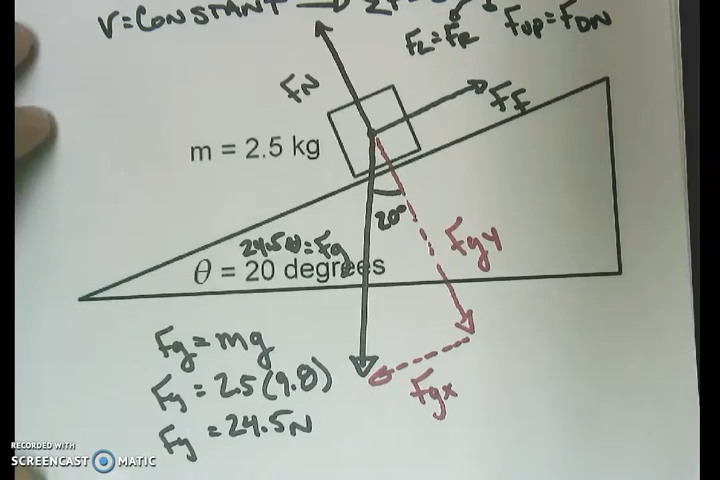 V = CONSTANT
FL = FR FUP = FDN
FN
Ff
m = 2.5 kg
20°
24.5N = Fg
Fgy
θ = 20 degrees
Fg = mg
Fg = 2.5(9.8)
Fgx
Fg = 24.5N
RECORDED WITH
SCREENCAST MATIC